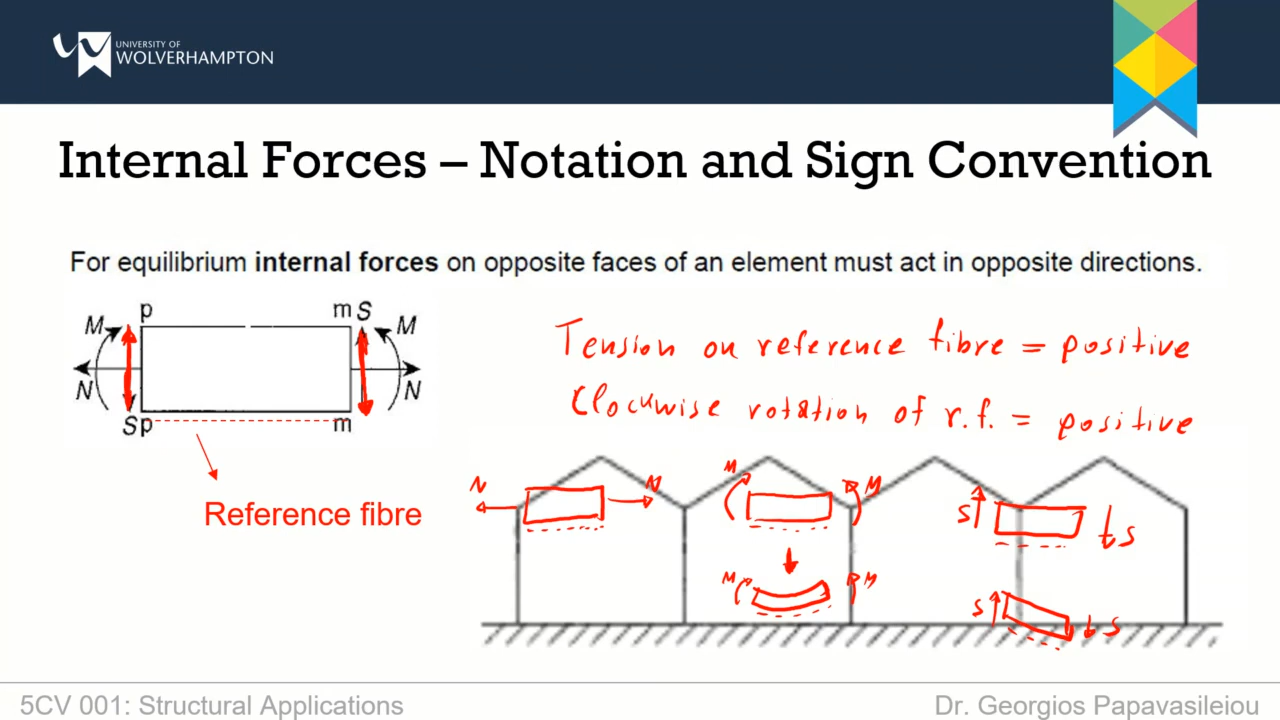 UNIVERSITY OF
WOLVERHAMPTON
Internal Forces – Notation and Sign Convention
For equilibrium internal forces on opposite faces of an element must act in opposite directions.
p m S
M M
N N
S p m
Reference fibre
Tension on reference fibre = positive
Clockwise rotation of r.f. = positive
N N M M S S
M M S S
5CV 001: Structural Applications
Dr. Georgios Papavasileiou